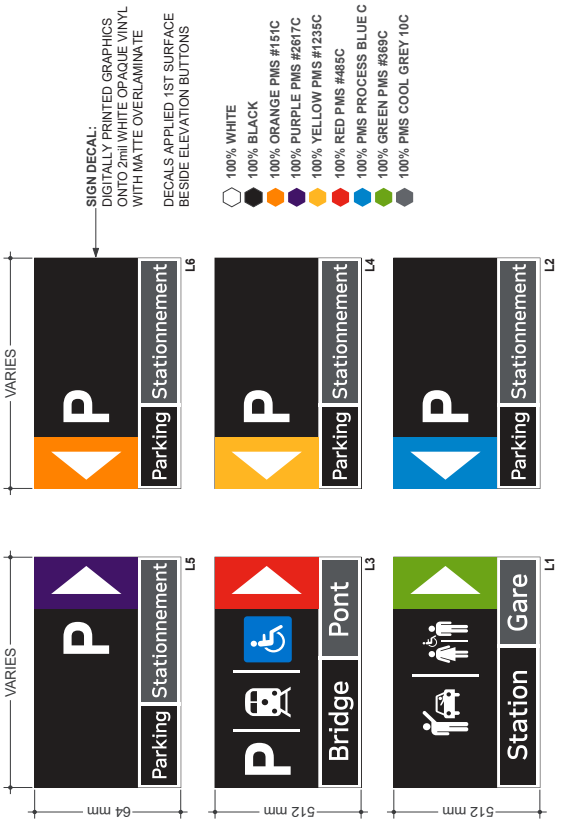 VARIES
VARIES
64 mm
P
Parking
Stationnement
L5
P
Parking
Stationnement
L6
512 mm
P
Bridge
Pont
L3
P
Parking
Stationnement
L4
512 mm
Station
Gare
L1
P
Parking
Stationnement
L2
SIGN DECAL:
DIGITALLY PRINTED GRAPHICS
ONTO 2mil WHITE OPAQUE VINYL
WITH MATTE OVERLAMINATE
DECALS APPLIED 1ST SURFACE
BESIDE ELEVATION BUTTONS
100% WHITE
100% BLACK
100% ORANGE PMS #151C
100% PURPLE PMS #2617C
100% YELLOW PMS #1235C
100% RED PMS #485C
100% PMS PROCESS BLUE C
100% GREEN PMS #369C
100% PMS COOL GREY 10C